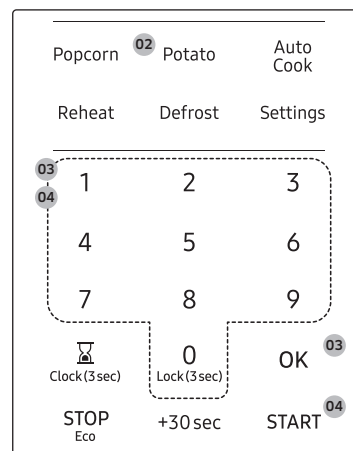 Popcorn 02 Potato Auto
Cook
Reheat Defrost Settings
03
1 2 3
04
4 5 6
7 8 9
0 OK 03
Clock(3 sec) Lock(3 sec)
STOP +30 sec START 04
Eco